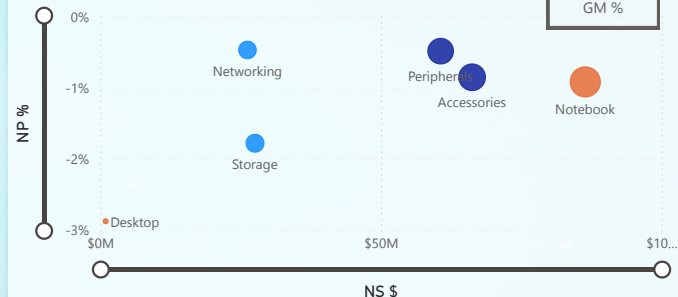 GM %
0%
Networking
Peripherals
-1%
Accessories
Notebook
NP %
-2%
Storage
Desktop
-3%
$0M
$50M
$10...
NS $